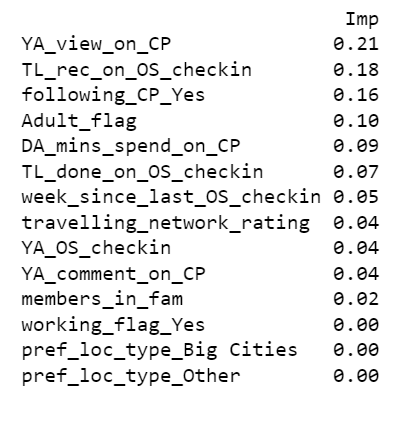 Imp
YA_view_on_CP 0.21
TL_rec_on_OS_checkin 0.18
following_CP_Yes 0.16
Adult_flag 0.10
DA_mins_spend_on_CP 0.09
TL_done_on_OS_checkin 0.07
week_since_last_OS_checkin 0.05
travelling_network_rating 0.04
YA_OS_checkin 0.04
YA_comment_on_CP 0.04
members_in_fam 0.02
working_flag_Yes 0.00
pref_loc_type_Big Cities 0.00
pref_loc_type_Other 0.00